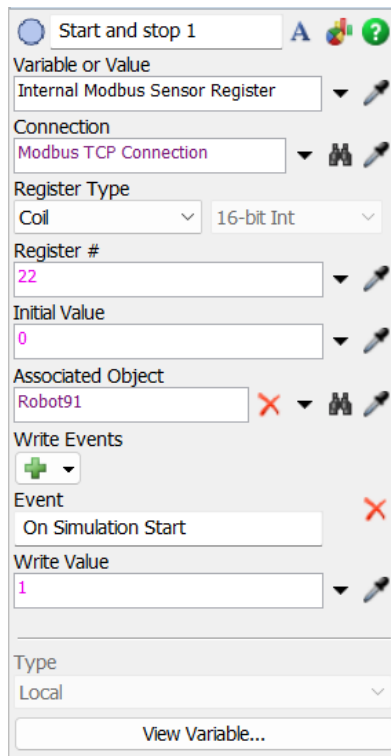 Start and stop 1 A ?
Variable or Value
Internal Modbus Sensor Register
Connection
Modbus TCP Connection
Register Type
Coil 16-bit Int
Register #
22
Initial Value
0
Associated Object
Robot91
Write Events
Event
On Simulation Start
Write Value
1
Type
Local
View Variable...